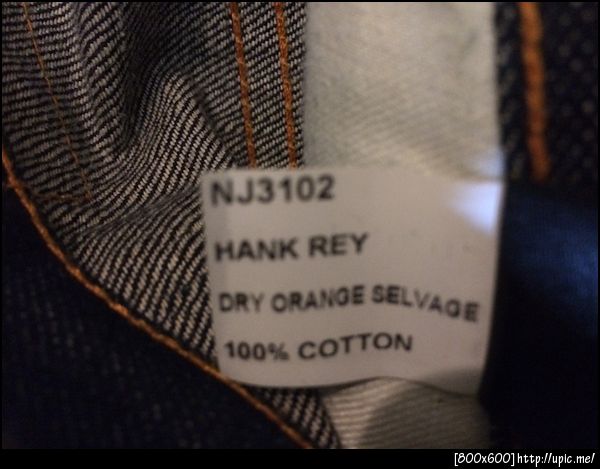 NJ3102
HANK REY
DRY ORANGE SELVAGE
100% COTTON
[800x600]http://upic.me/